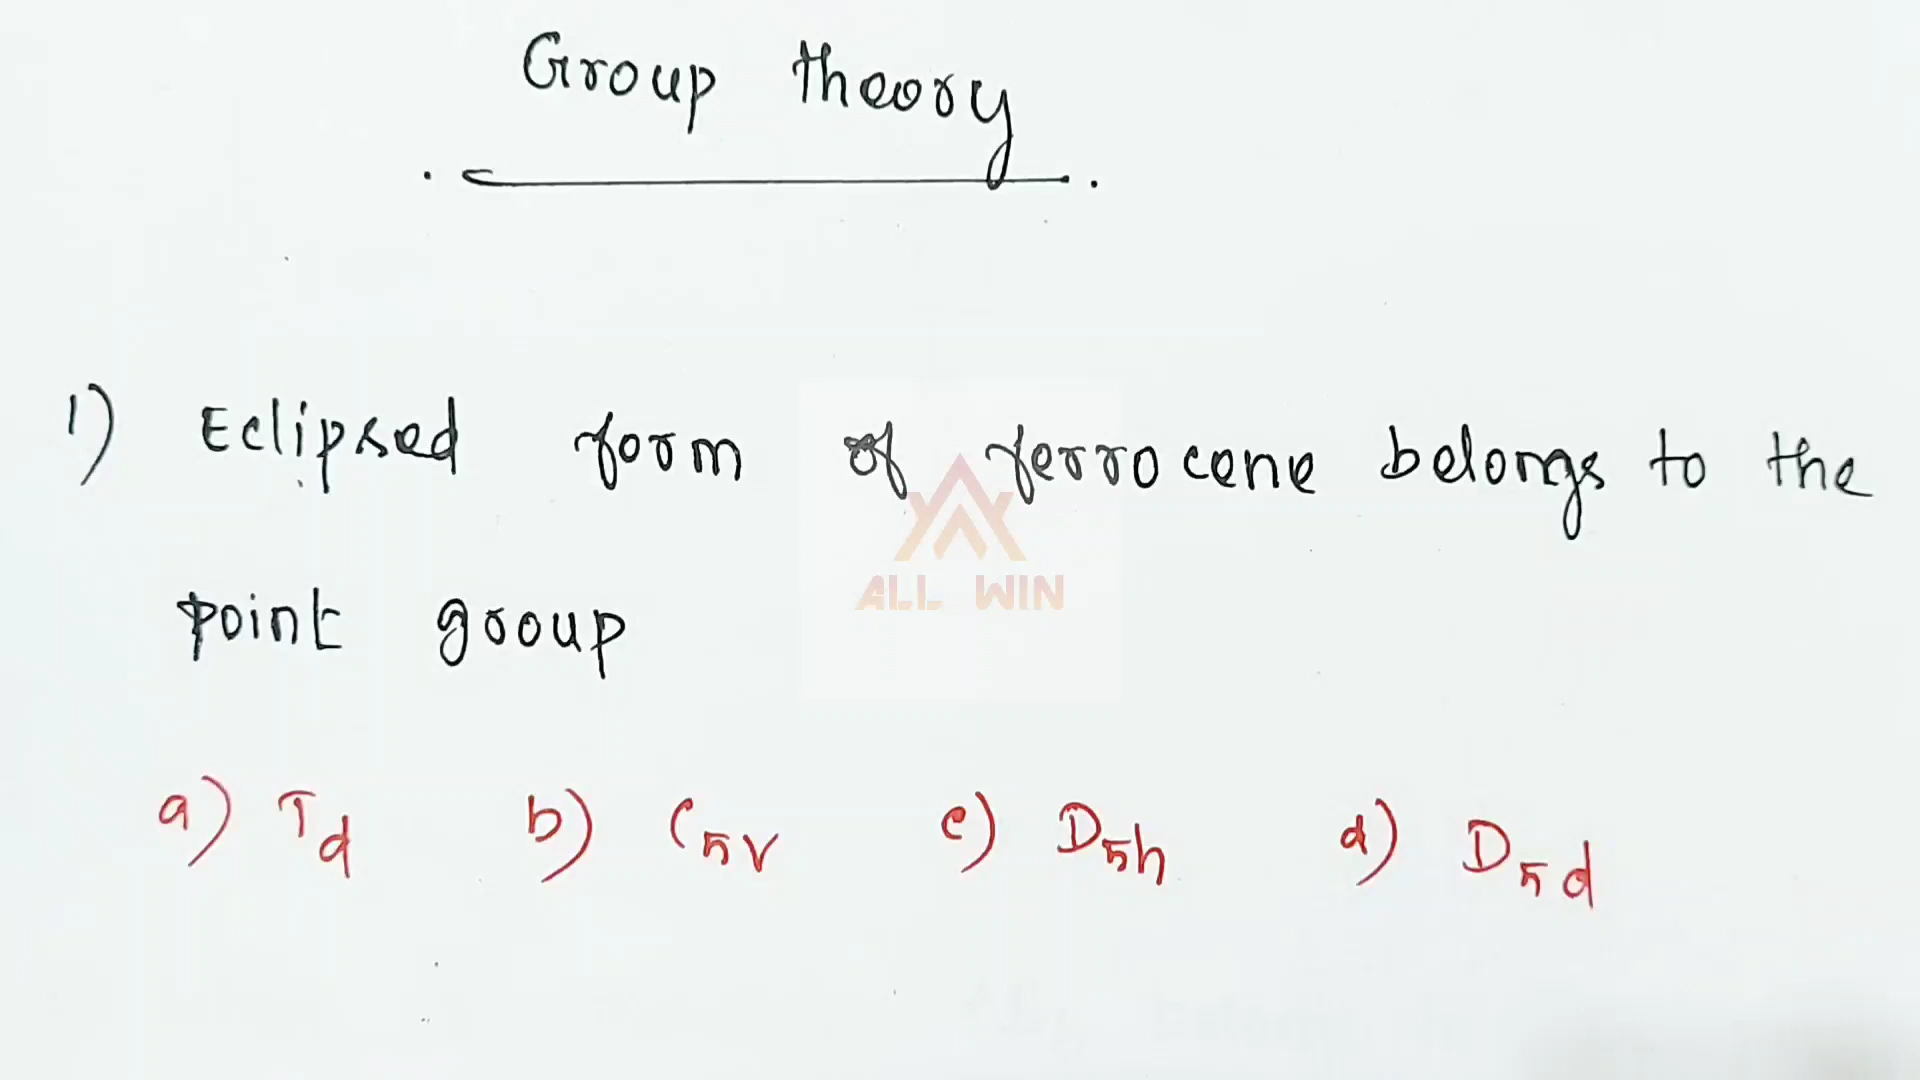 Group theory
1) Eclipsed form of ferrocene belongs to the
ALL WIN
point group
a) Td b) C5v c) D5h d) D5d